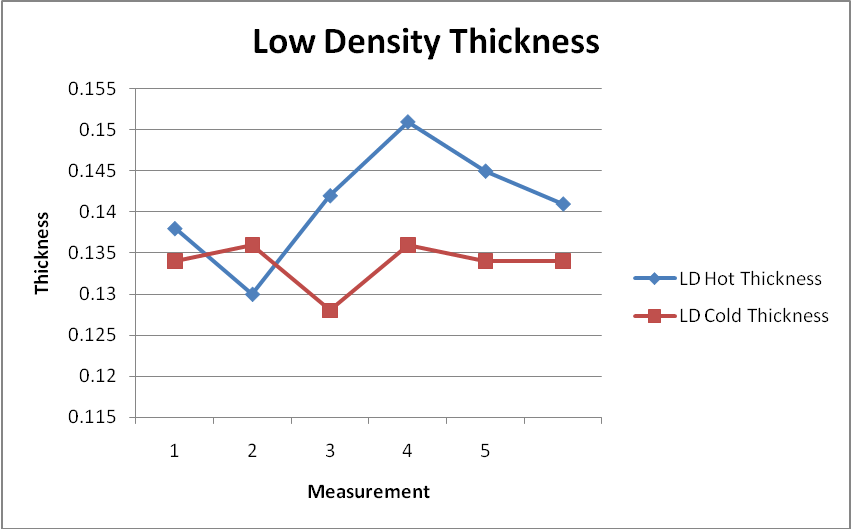 Low Density Thickness
0.155
0.15
0.145
0.14
0.135
0.13
0.125
0.12
0.115
Thickness
1 2 3 4 5
Measurement
LD Hot Thickness
LD Cold Thickness